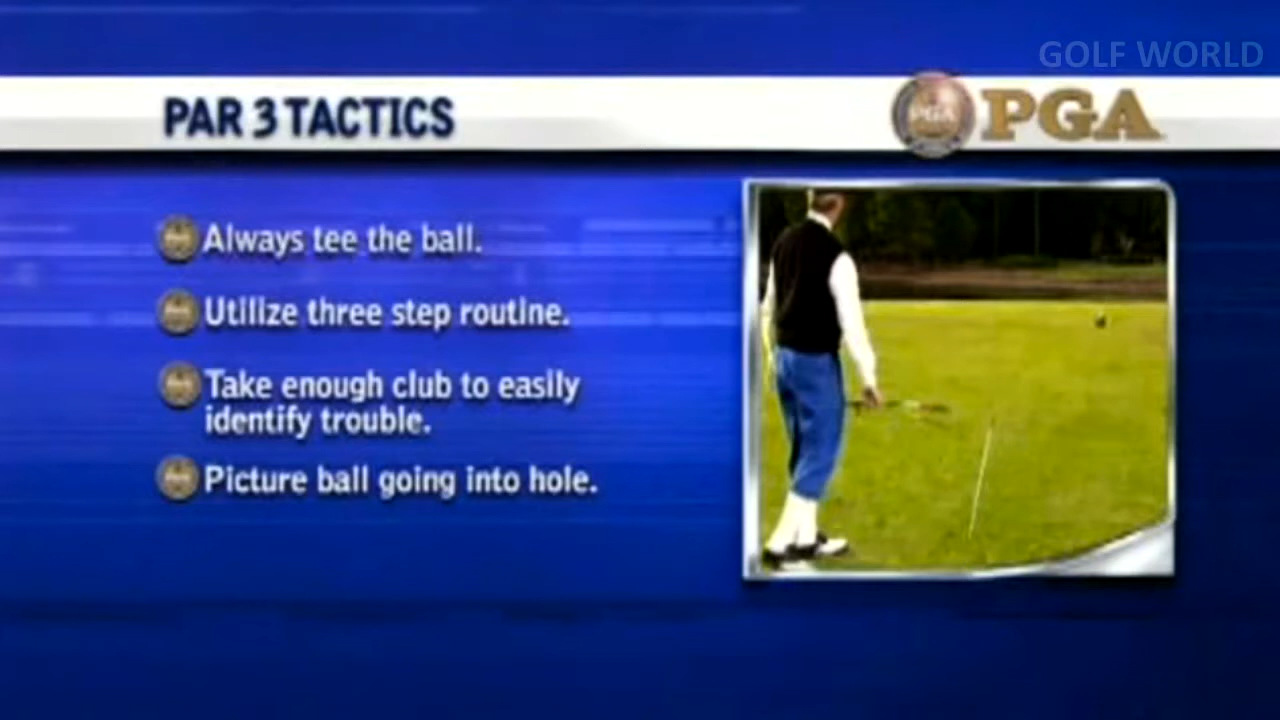 GOLF WORLD
PAR 3 TACTICS
PGA
PGA
Always tee the ball.
Utilize three step routine.
Take enough club to easily
identify trouble.
Picture ball going into hole.